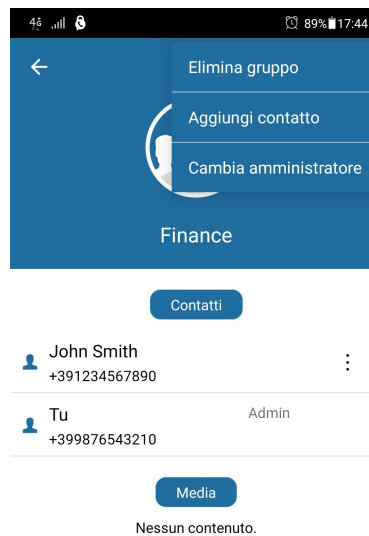 4G 89% 17:44
Elimina gruppo
Aggiungi contatto
Cambia amministratore
Finance
Contatti
John Smith
+391234567890
Tu Admin
+399876543210
Media
Nessun contenuto.